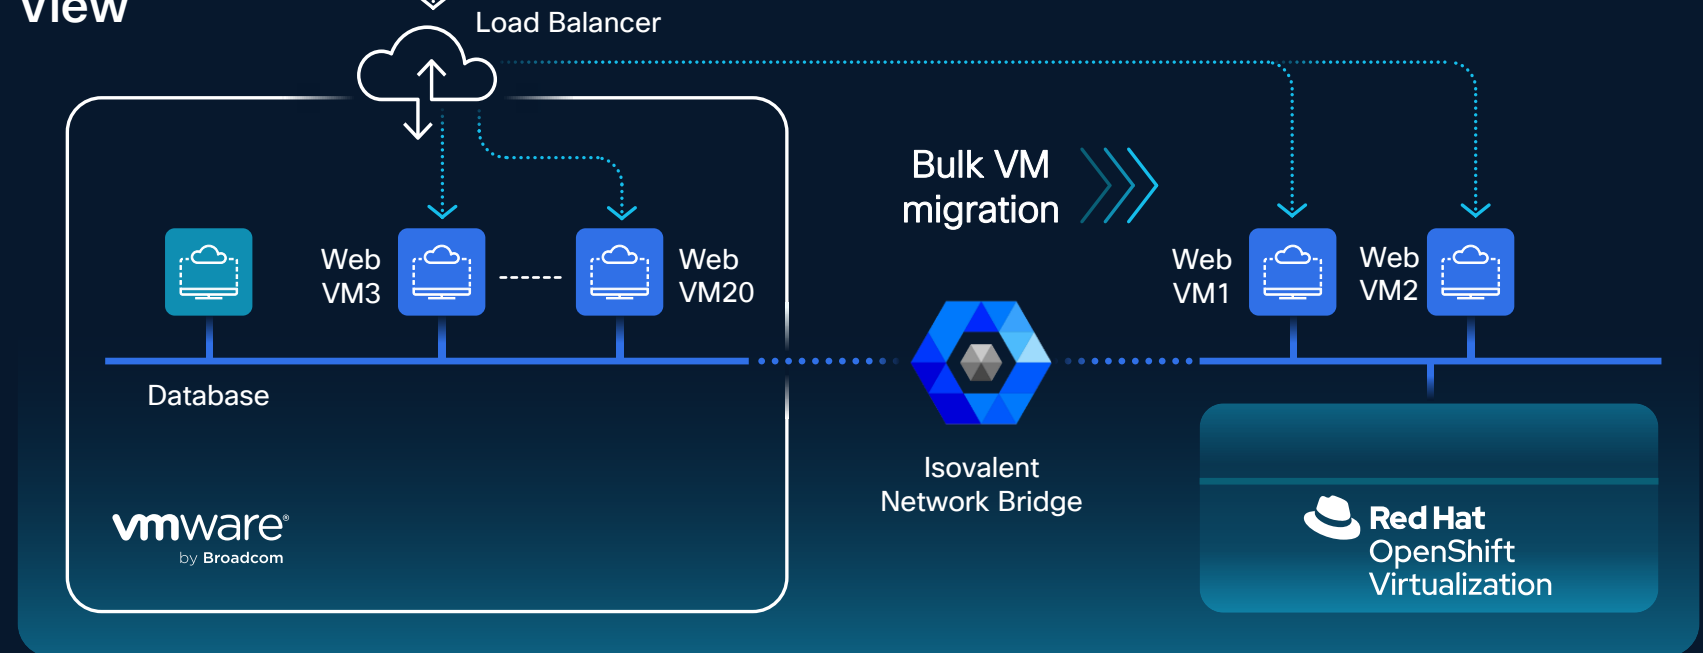 View
Load Balancer
Bulk VM
migration
Web
VM3
Web
VM20
Web
VM1
Web
VM2
Database
Isovalent
Network Bridge
vmware®
by Broadcom
Red Hat
OpenShift
Virtualization